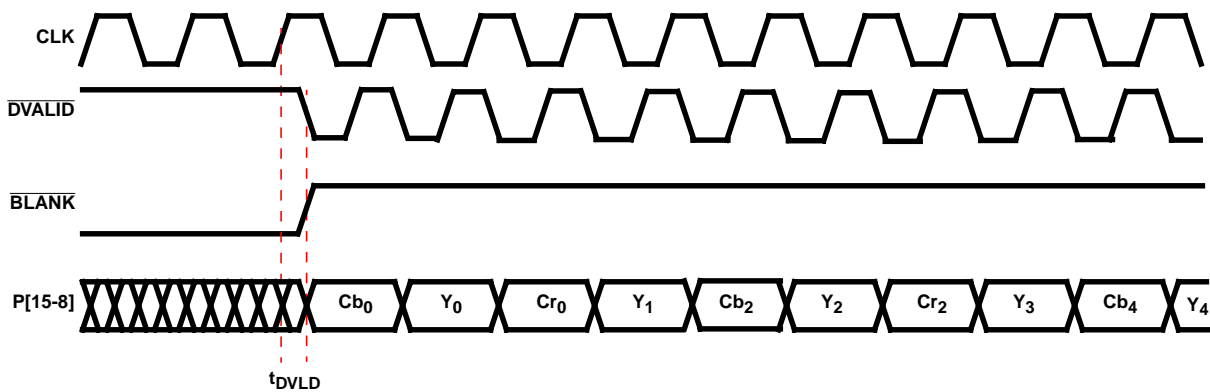 CLK
DVALID
BLANK
P[15-8] Cb0 Y0 Cr0 Y1 Cb2 Y2 Cr2 Y3 Cb4 Y4
tDVLD